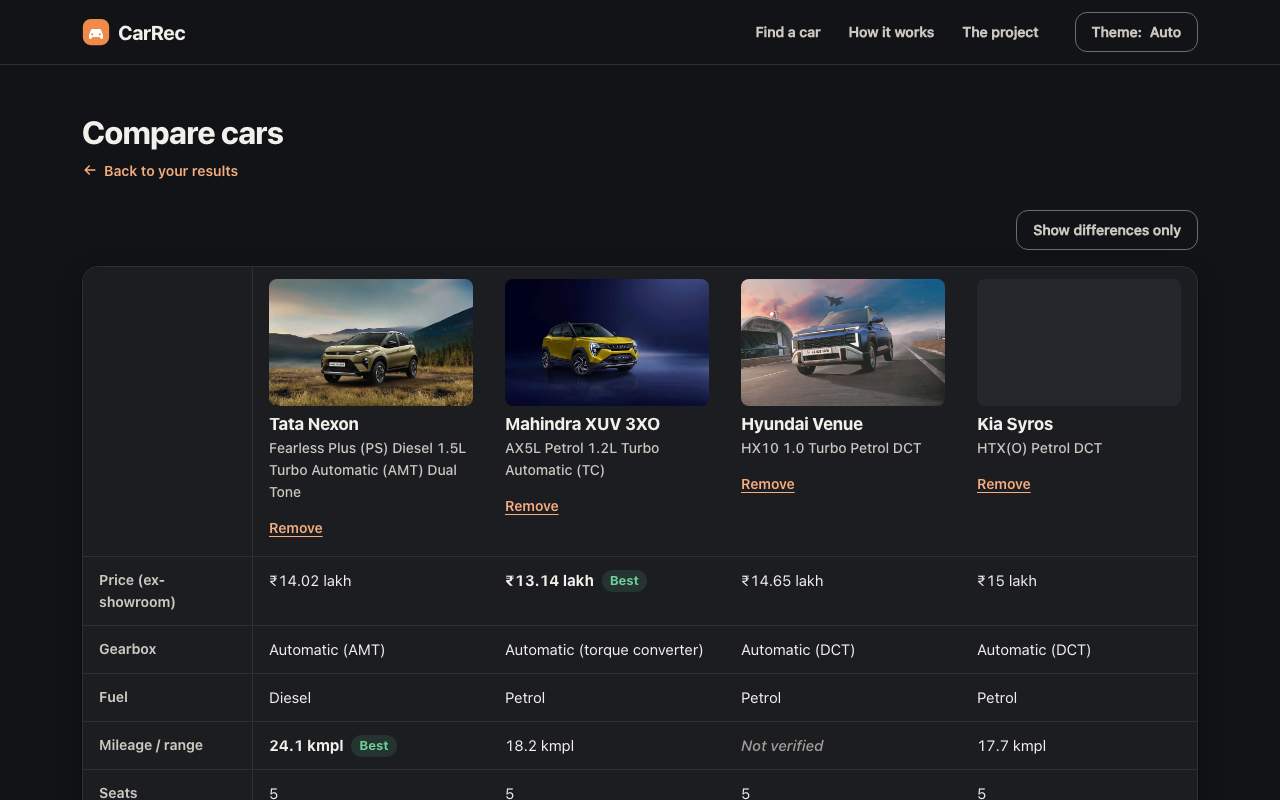 CarRec
Find a car
How it works
The project
Theme: Auto
Compare cars
← Back to your results
Show differences only
Tata Nexon
Fearless Plus (PS) Diesel 1.5L
Turbo Automatic (AMT) Dual
Tone
Remove
Mahindra XUV 3XO
AX5L Petrol 1.2L Turbo
Automatic (TC)
Remove
Hyundai Venue
HX10 1.0 Turbo Petrol DCT
Remove
Kia Syros
HTX(O) Petrol DCT
Remove
Price (ex-
showroom)
₹14.02 lakh
₹13.14 lakh Best
₹14.65 lakh
₹15 lakh
Gearbox
Automatic (AMT)
Automatic (torque converter)
Automatic (DCT)
Automatic (DCT)
Fuel
Diesel
Petrol
Petrol
Petrol
Mileage / range
24.1 kmpl Best
18.2 kmpl
Not verified
17.7 kmpl
Seats
5
5
5
5